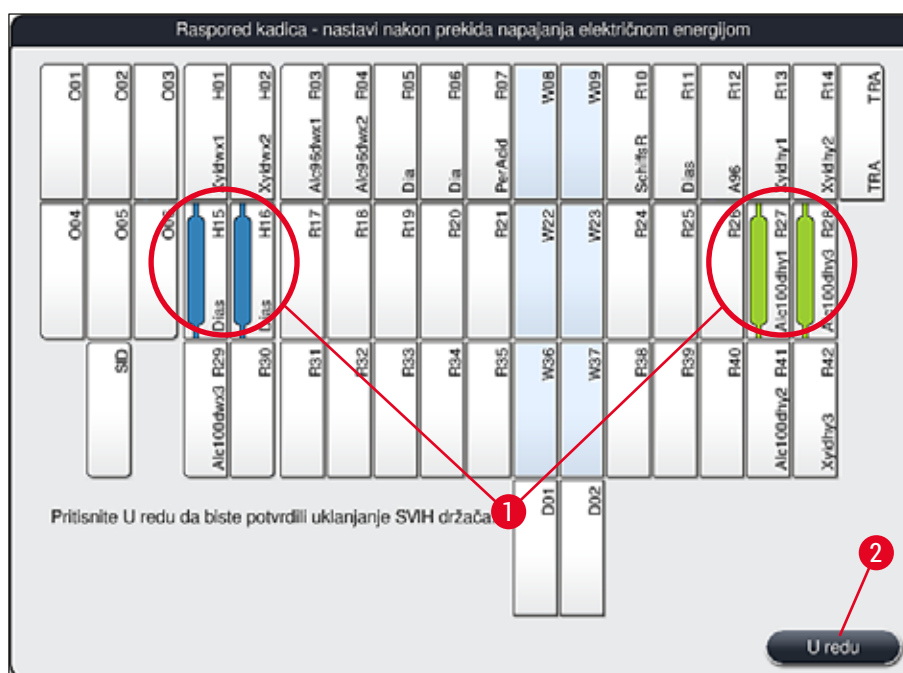 Raspored kadica - nastavi nakon prekida napajanja električnom energijom
O01
O02
O03
Xyldwx1 H01
Xyldwx2 H02
Alc96dwx1 R03
Alc96dwx2 R04
Dia R05
Dia R06
PerAcid R07
W08
W09
SchiffsR R10
Dias R11
A96 R12
Xyldhy1 R13
Xyldhy2 R14
TRA TRA
O04
O05
Dias H15
Dias H16
R17
R18
R19
R20
R21
W22
W23
R24
R25
R26
Alc100dhy1 R27
Alc100dhy3 R28
SID
Alc100dwx3 R29
R30
R31
R32
R33
R34
R35
W36
W37
R38
R39
R40
Alc100dhy2 R41
Xyldhy3 R42
Pritisnite U redu da biste potvrdili uklanjanje SVIH držača.
1
D01
D02
2
U redu